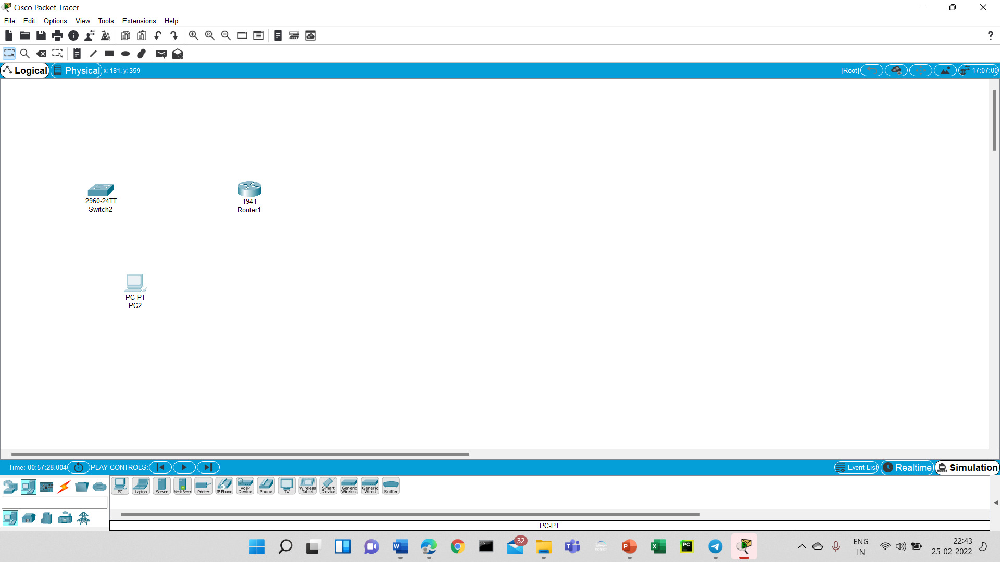 Cisco Packet Tracer
File Edit Options View Tools Extensions Help
Logical Physical x: 181, y: 359 [Root] 17:07:00
2960-24TT
Switch2
1941
Router1
PC-PT
PC2
Time: 00:57:28.004 PLAY CONTROLS: Event List Realtime Simulation
PC Laptop Server Meraki Server Printer IP Phone VoIP Device Phone TV Wireless Tablet Smart Device Generic Wireless Generic Wired Sniffer
PC-PT
32
ENG
IN
22:43
25-02-2022